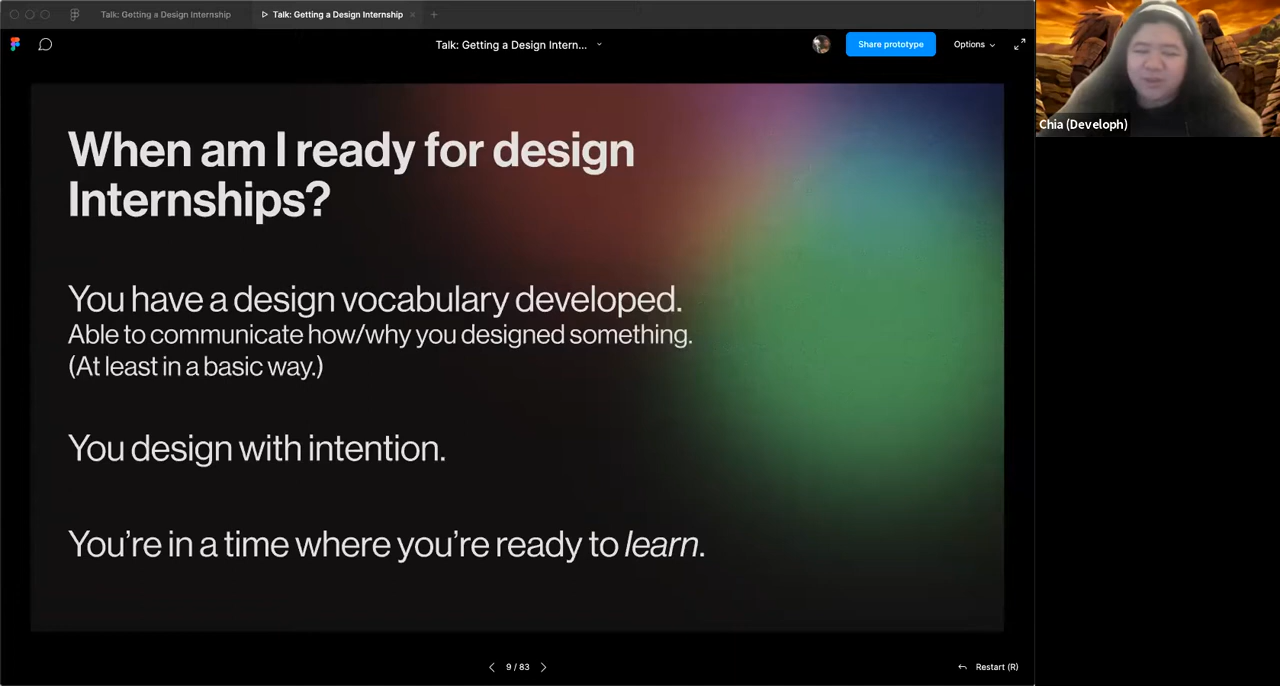 Talk: Getting a Design Internship
Talk: Getting a Design Internship
Talk: Getting a Design Intern...
Share prototype
Options
Chia (Developh)
When am I ready for design
Internships?
You have a design vocabulary developed.
Able to communicate how/why you designed something.
(At least in a basic way.)
You design with intention.
You’re in a time where you’re ready to learn.
9 / 83
Restart (R)